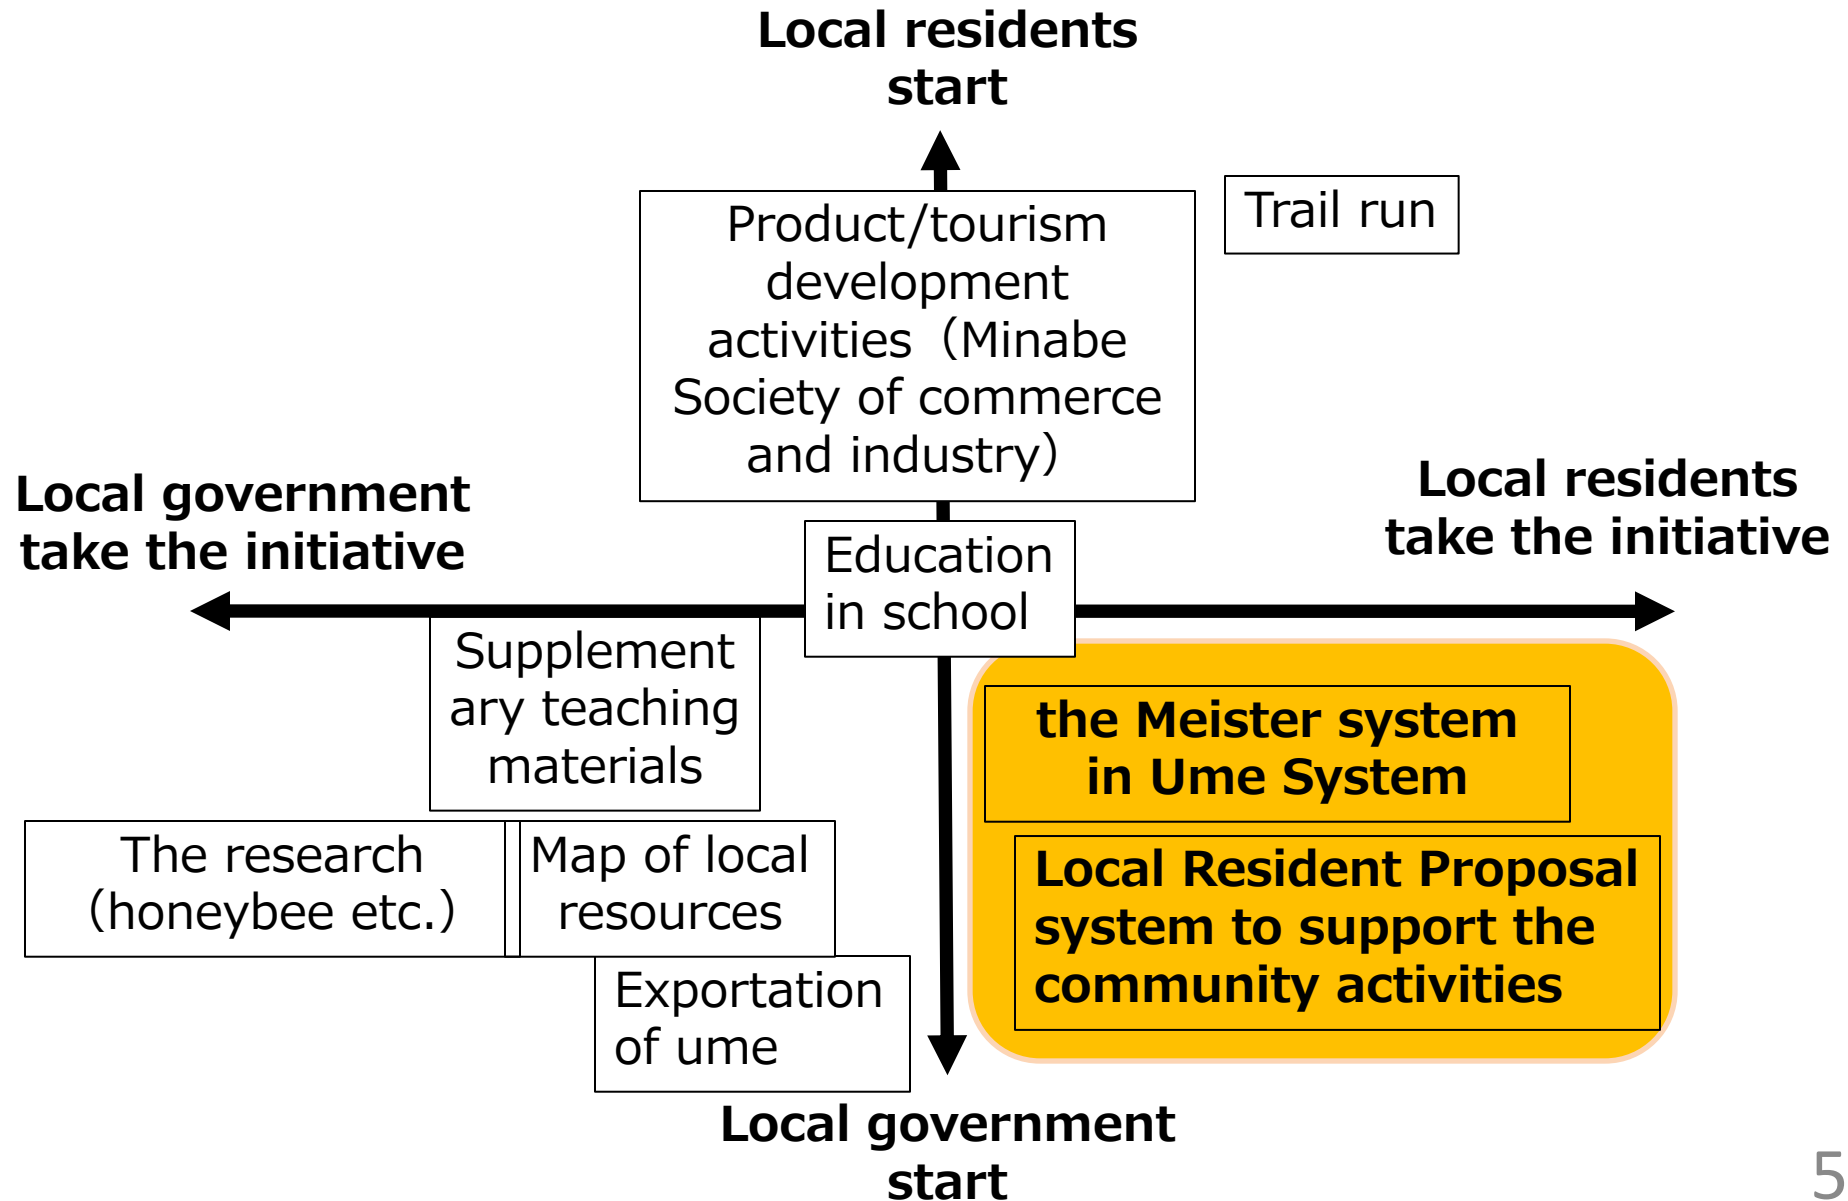 Local residents
start
Trail run
Product/tourism
development
activities（Minabe
Society of commerce
and industry）
Local government
take the initiative
Local residents
take the initiative
Education
in school
Supplement
ary teaching
materials
the Meister system
in Ume System
The research
（honeybee etc.）
Map of local
resources
Local Resident Proposal
system to support the
community activities
Exportation
of ume
Local government
start
5